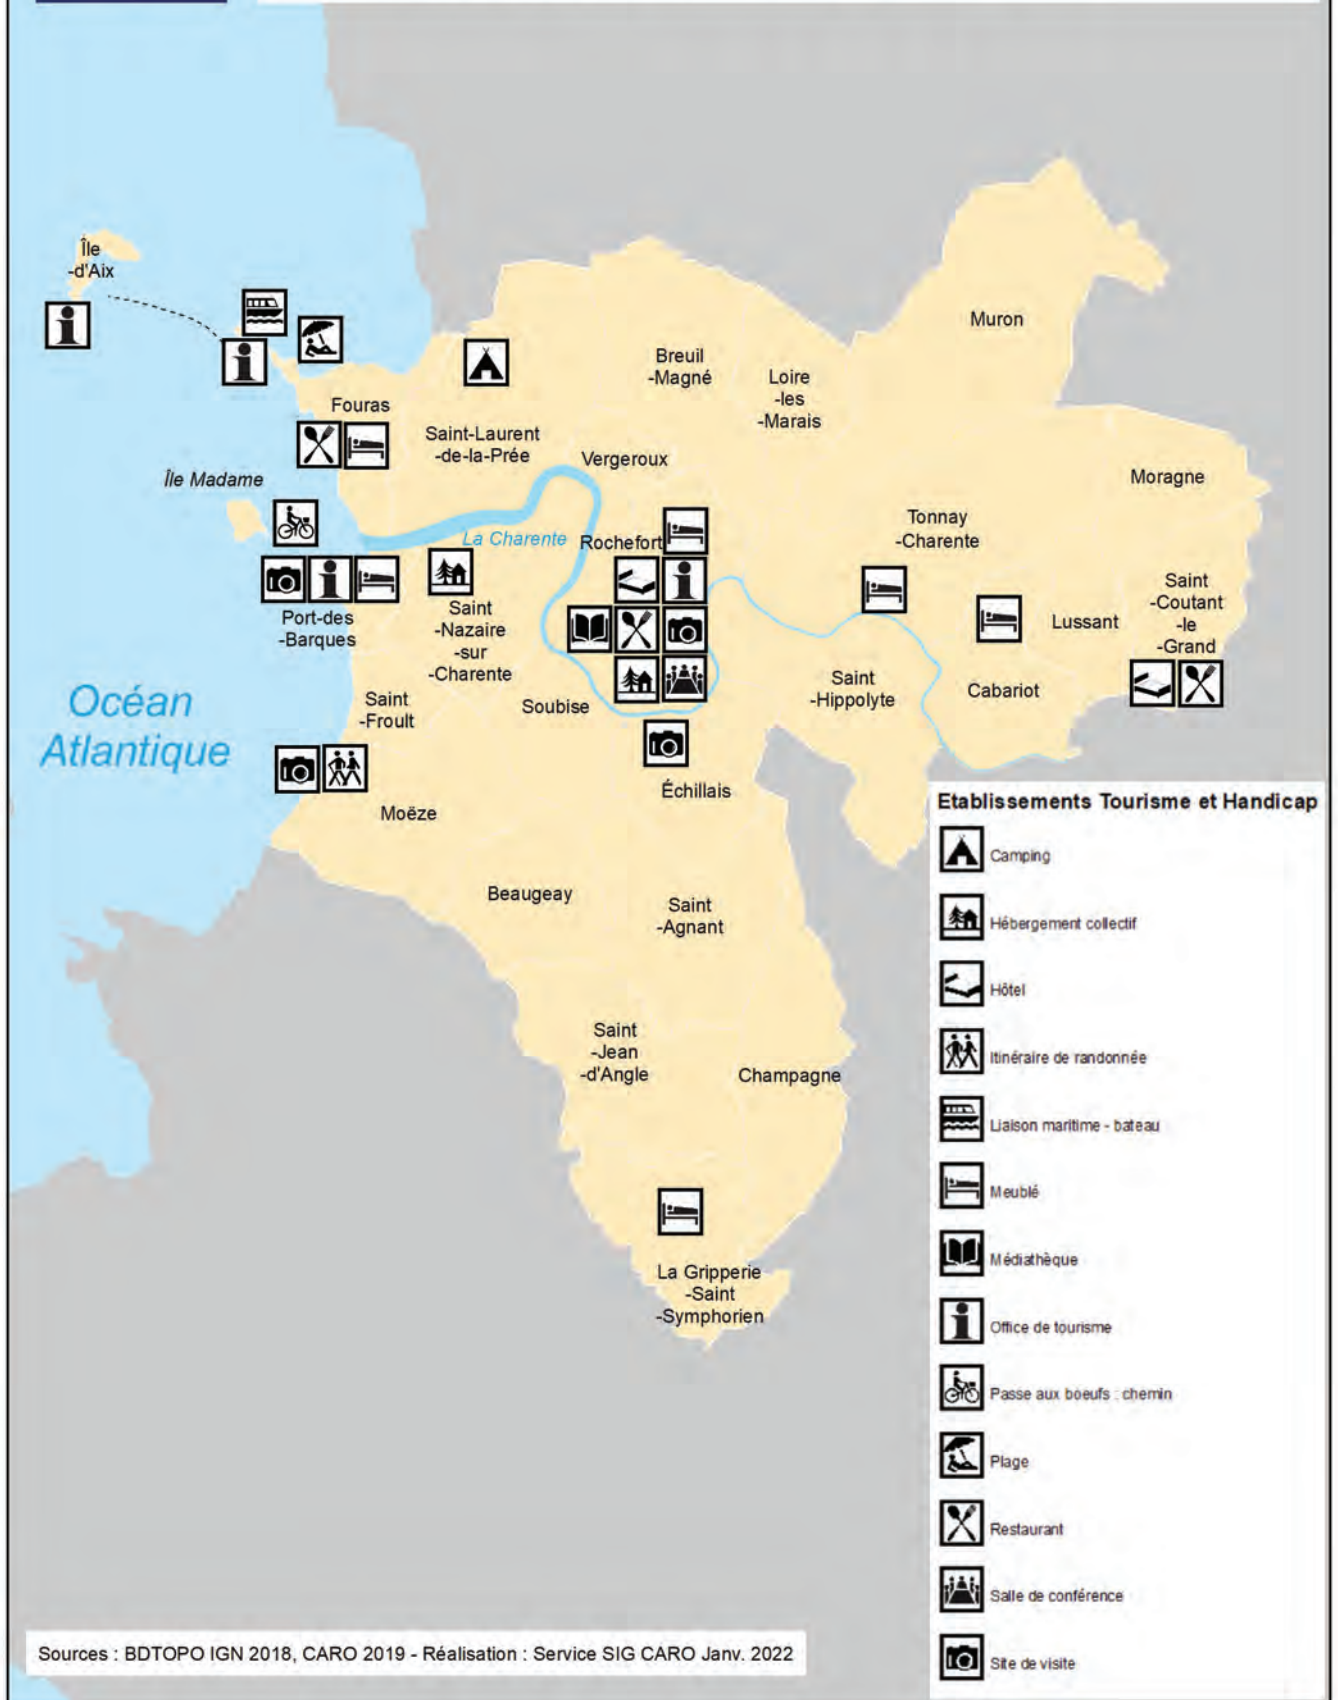 Île
-d'Aix
Muron
Breuil
-Magné
Loire
-les
-Marais
Fouras
Saint-Laurent
-de-la-Prée
Vergeroux
Île Madame
Moragne
Tonnay
-Charente
La Charente
Rochefort
Saint
-Coutant
-le
-Grand
Port-des
-Barques
Saint
-Nazaire
-sur
-Charente
Lussant
Océan
Atlantique
Saint
-Froult
Soubise
Saint
-Hippolyte
Cabariot
Échillais
Moëze
Beaugeay
Saint
-Agnant
Saint
-Jean
-d'Angle
Champagne
La Gripperie
-Saint
-Symphorien
Etablissements Tourisme et Handicap
Camping
Hébergement collectif
Hôtel
Itinéraire de randonnée
Liaison maritime - bateau
Meublé
Médiathèque
Office de tourisme
Passe aux boeufs : chemin
Plage
Restaurant
Salle de conférence
Site de visite
Sources : BDTOPO IGN 2018, CARO 2019 - Réalisation : Service SIG CARO Janv. 2022